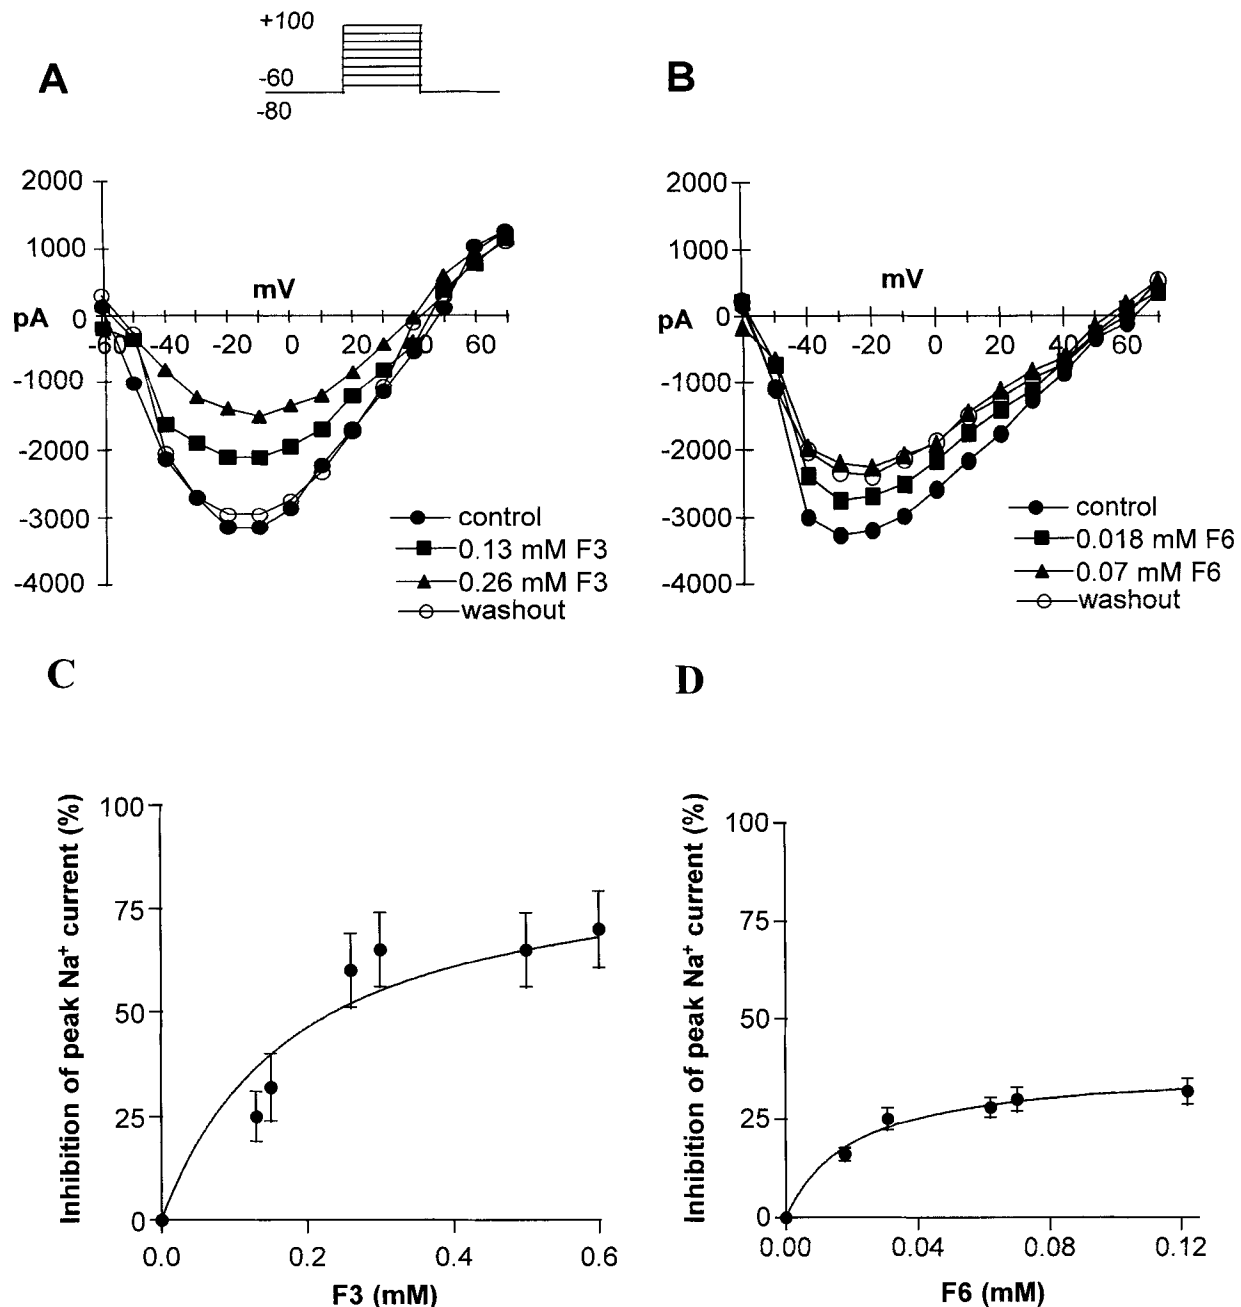 +100
A
-60
-80
B
2000
1000
mV
0
pA
-60
-40
-20
0
20
40
60
-1000
-2000
-3000
-4000
control
0.13 mM F3
0.26 mM F3
washout
2000
1000
mV
0
pA
-40
-20
0
20
40
60
-1000
-2000
-3000
-4000
control
0.018 mM F6
0.07 mM F6
washout
C
Inhibition of peak Na+ current (%)
100
75
50
25
0
0.0
0.2
0.4
0.6
F3 (mM)
D
Inhibition of peak Na+ current (%)
100
75
50
25
0
0.00
0.04
0.08
0.12
F6 (mM)